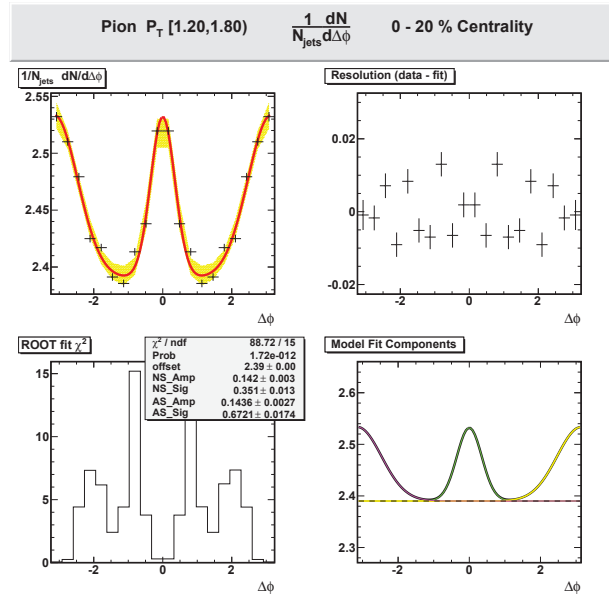 Pion P_T [1.20,1.80) 1/N_jets dN/dΔϕ 0 - 20 % Centrality
1/N_jets dN/dΔϕ
2.55
2.5
2.45
2.4
-2 0 2
Δϕ
Resolution (data - fit)
0.02
0
-0.02
-2 0 2
Δϕ
ROOT fit χ²
15
10
5
0
-2 0 2
Δϕ
χ² / ndf 88.72 / 15
Prob 1.72e-012
offset 2.39 ± 0.00
NS_Amp 0.142 ± 0.003
NS_Sig 0.351 ± 0.013
AS_Amp 0.1436 ± 0.0027
AS_Sig 0.6721 ± 0.0174
Model Fit Components
2.6
2.5
2.4
2.3
-2 0 2
Δϕ